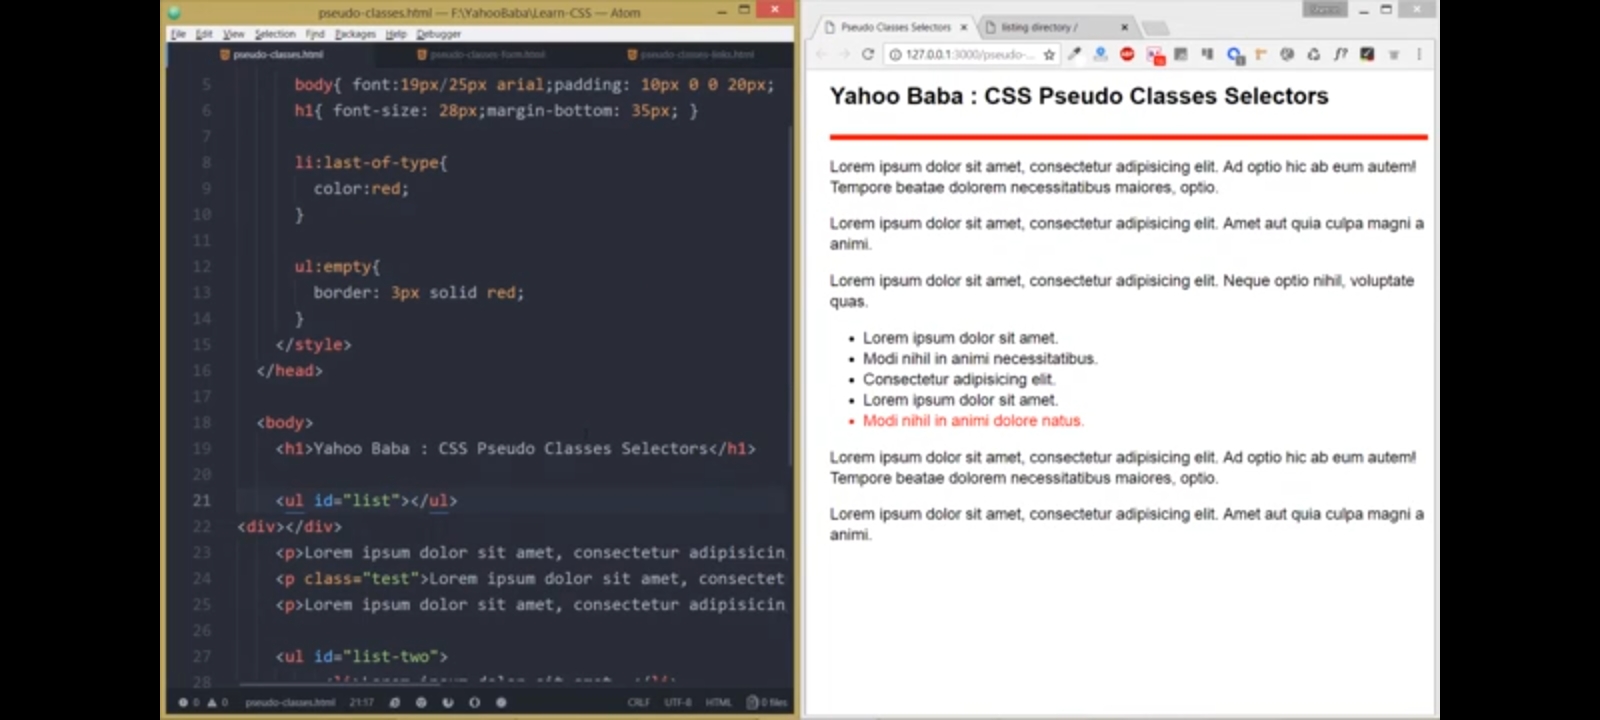 pseudo-classes.html — F:\YahooBaba\Learn-CSS — Atom
File Edit View Selection Find Packages Help Debugger
pseudo-classes.html
pseudo-classes-form.html
pseudo-classes-links.html
5 body{ font:19px/25px arial;padding: 10px 0 0 20px;
6 h1{ font-size: 28px;margin-bottom: 35px; }
7
8 li:last-of-type{
9 color:red;
10 }
11
12 ul:empty{
13 border: 3px solid red;
14 }
15 </style>
16 </head>
17
18 <body>
19 <h1>Yahoo Baba : CSS Pseudo Classes Selectors</h1>
20
21 <ul id="list"></ul>
22 <div></div>
23 <p>Lorem ipsum dolor sit amet, consectetur adipisicin
24 <p class="test">Lorem ipsum dolor sit amet, consectet
25 <p>Lorem ipsum dolor sit amet, consectetur adipisicin
26
27 <ul id="list-two">
28
0 0 pseudo-classes.html 21:17 CRLF UTF-8 HTML 0 files
Pseudo Classes Selectors
listing directory /
127.0.0.1:3000/pseudo-...
Yahoo Baba : CSS Pseudo Classes Selectors
Lorem ipsum dolor sit amet, consectetur adipisicing elit. Ad optio hic ab eum autem!
Tempore beatae dolorem necessitatibus maiores, optio.
Lorem ipsum dolor sit amet, consectetur adipisicing elit. Amet aut quia culpa magni a
animi.
Lorem ipsum dolor sit amet, consectetur adipisicing elit. Neque optio nihil, voluptate
quas.
• Lorem ipsum dolor sit amet.
• Modi nihil in animi necessitatibus.
• Consectetur adipisicing elit.
• Lorem ipsum dolor sit amet.
• Modi nihil in animi dolore natus.
Lorem ipsum dolor sit amet, consectetur adipisicing elit. Ad optio hic ab eum autem!
Tempore beatae dolorem necessitatibus maiores, optio.
Lorem ipsum dolor sit amet, consectetur adipisicing elit. Amet aut quia culpa magni a
animi.